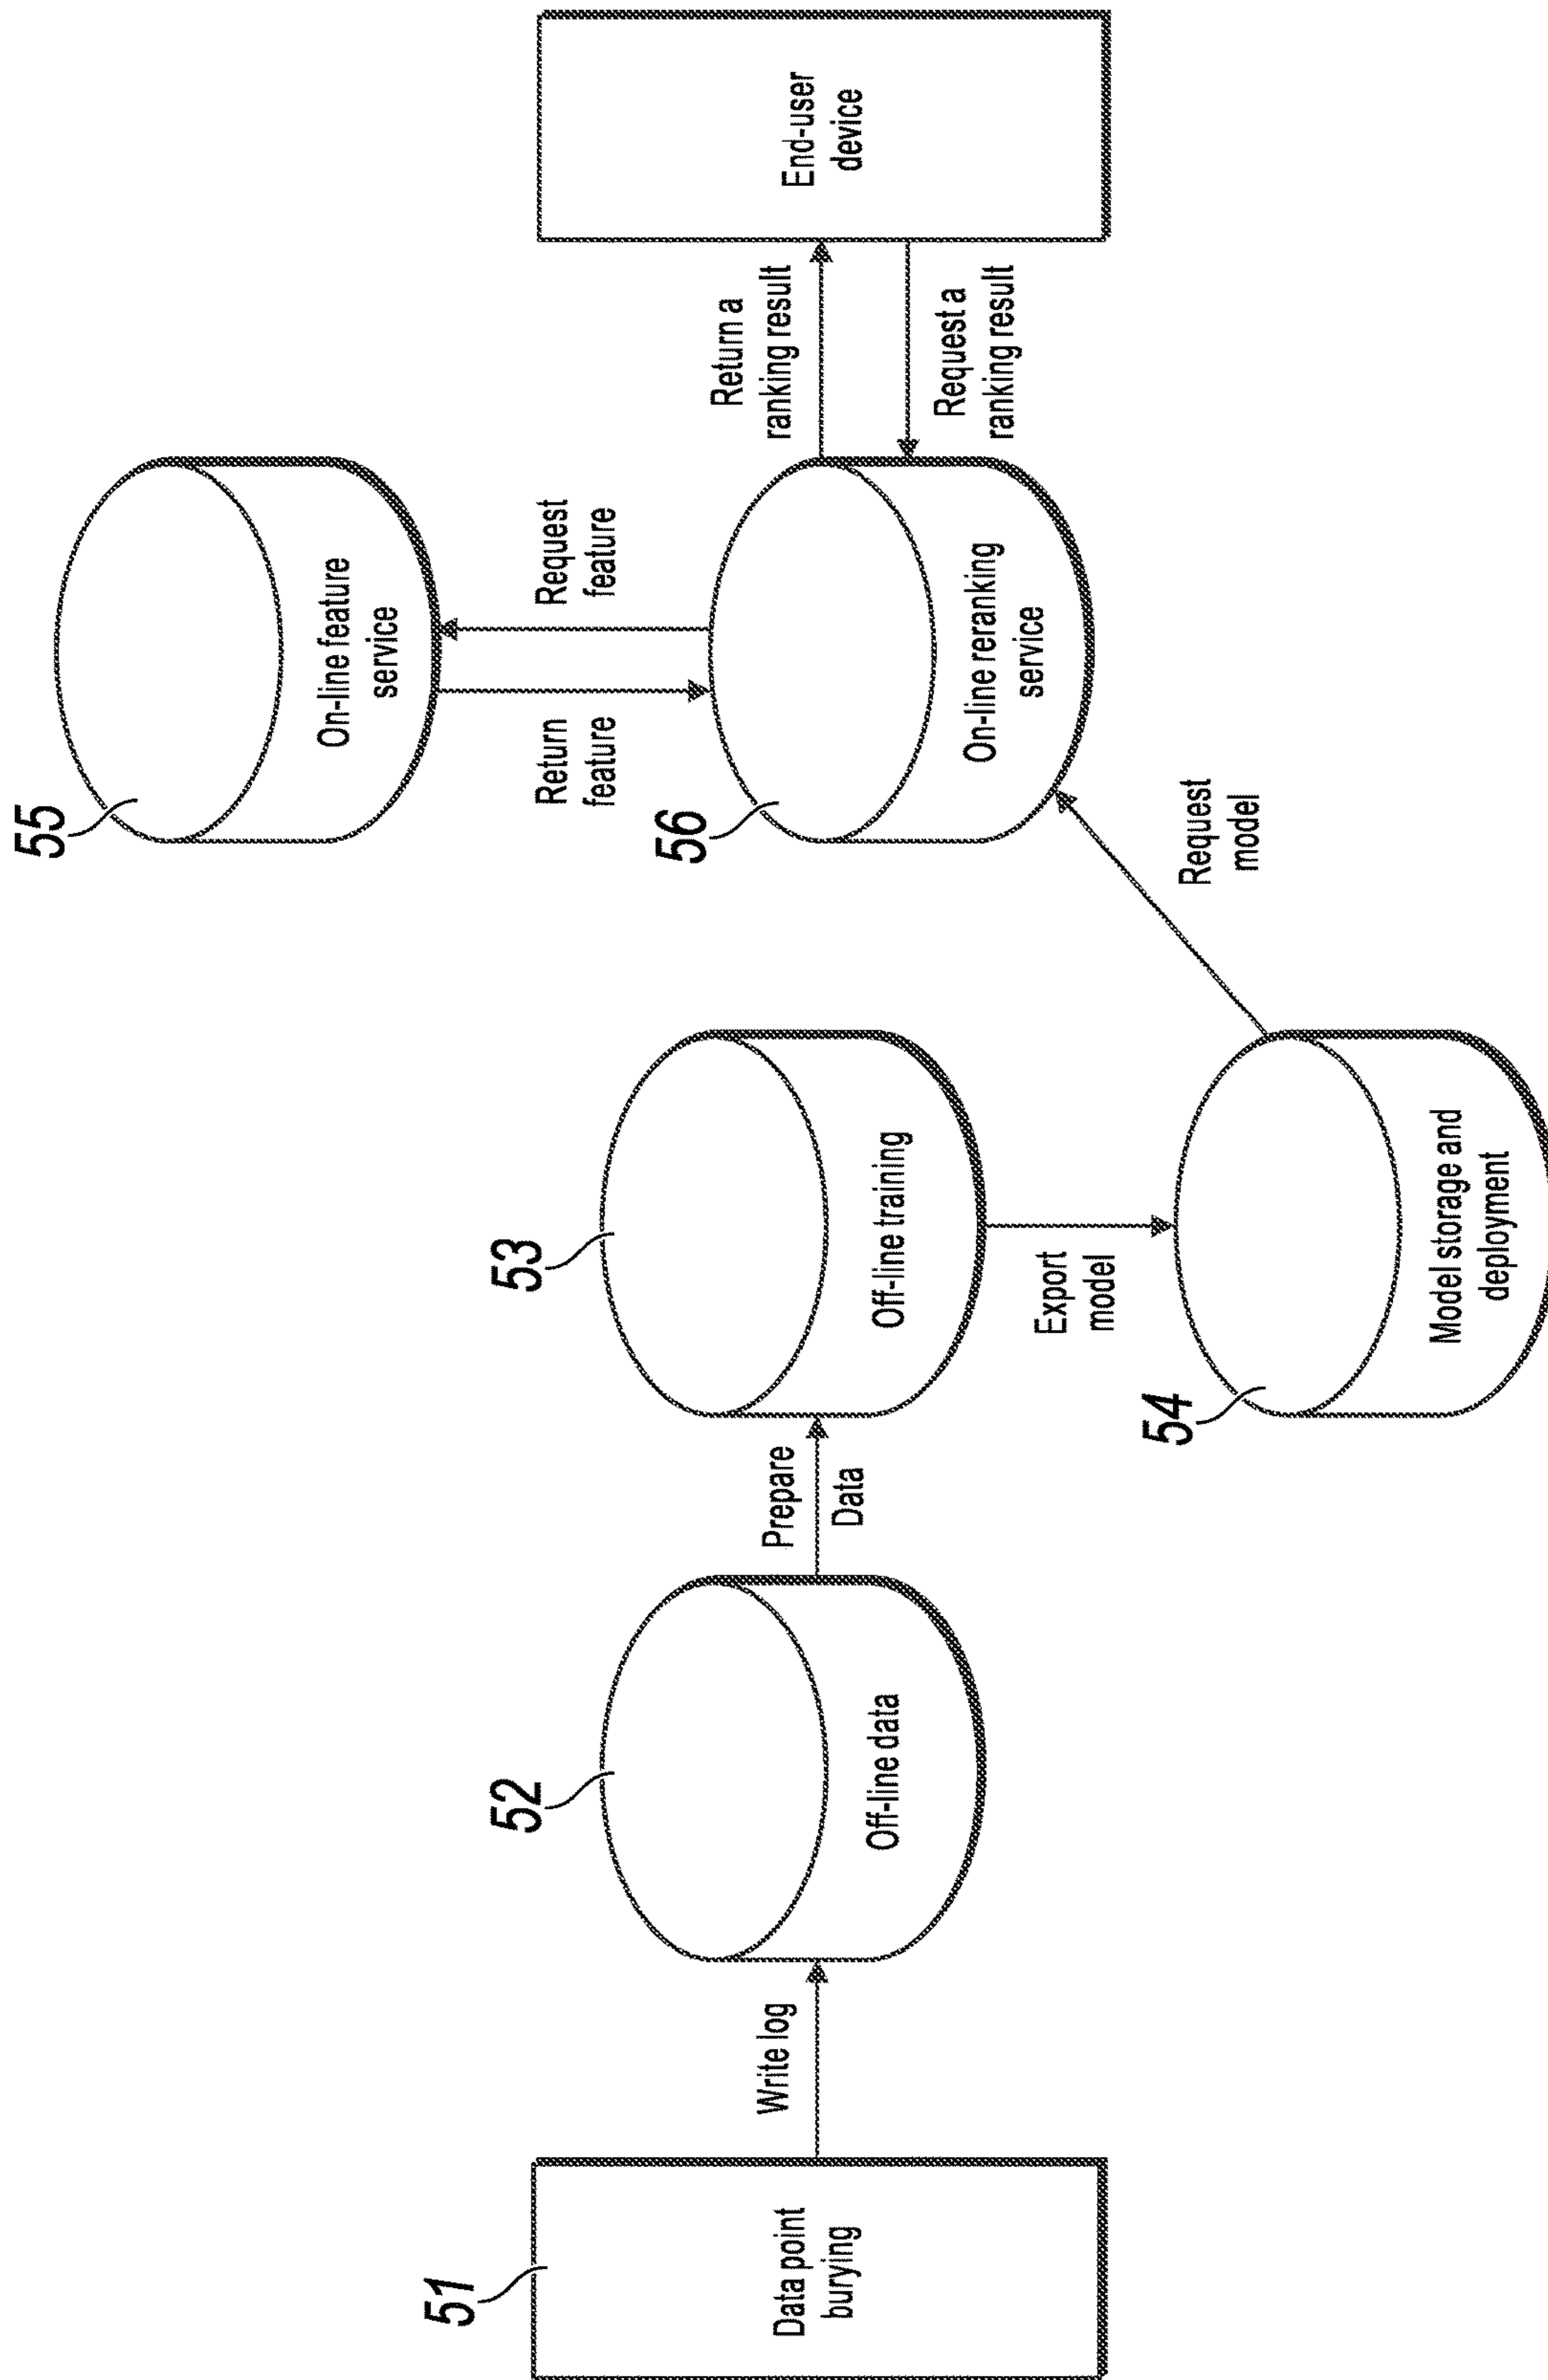 51
Data point
burying
Write log
52
Off-line data
Prepare
Data
53
Off-line training
Export
model
54
Model storage and
deployment
Request
model
55
On-line feature
service
Return
feature
Request
feature
56
On-line reranking
service
Return a
ranking result
Request a
ranking result
End-user
device